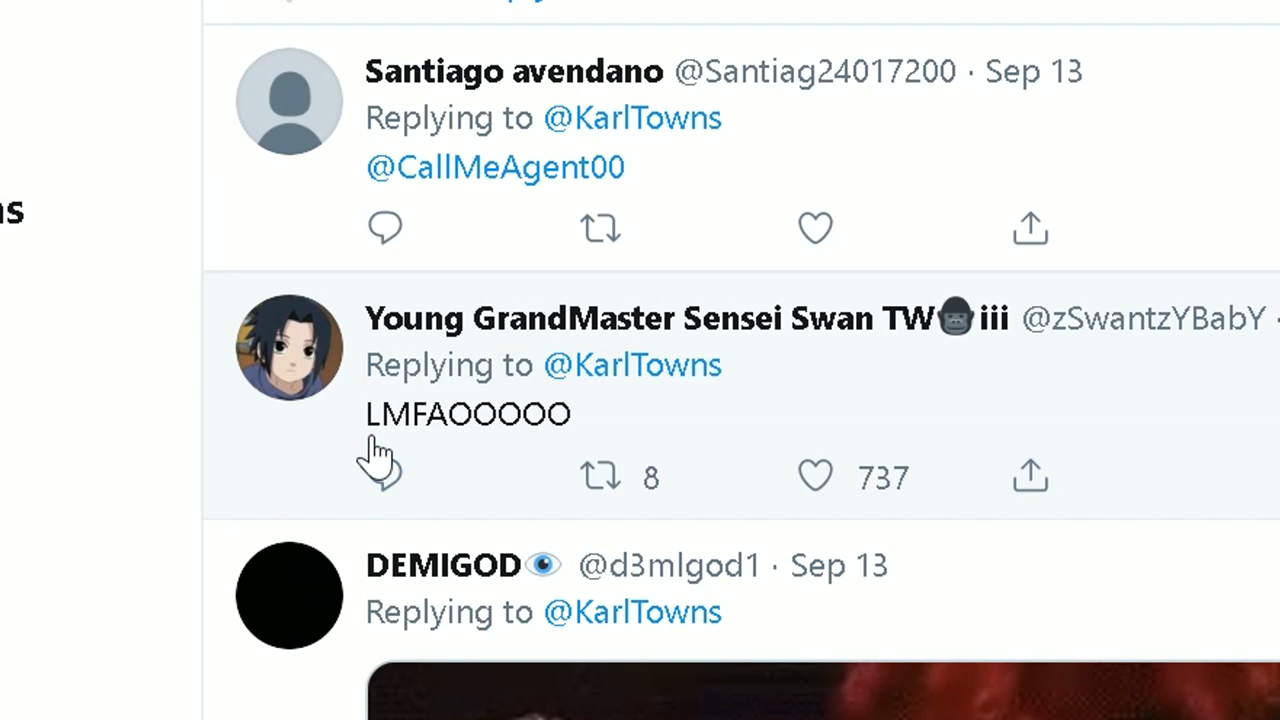 Santiago avendano @Santiag24017200 · Sep 13
Replying to @KarlTowns
@CallMeAgent00
ns
Young GrandMaster Sensei Swan TW🦍iii @zSwantzYBabY ·
Replying to @KarlTowns
LMFAOOOOO
8 737
DEMIGOD👁 @d3mlgod1 · Sep 13
Replying to @KarlTowns